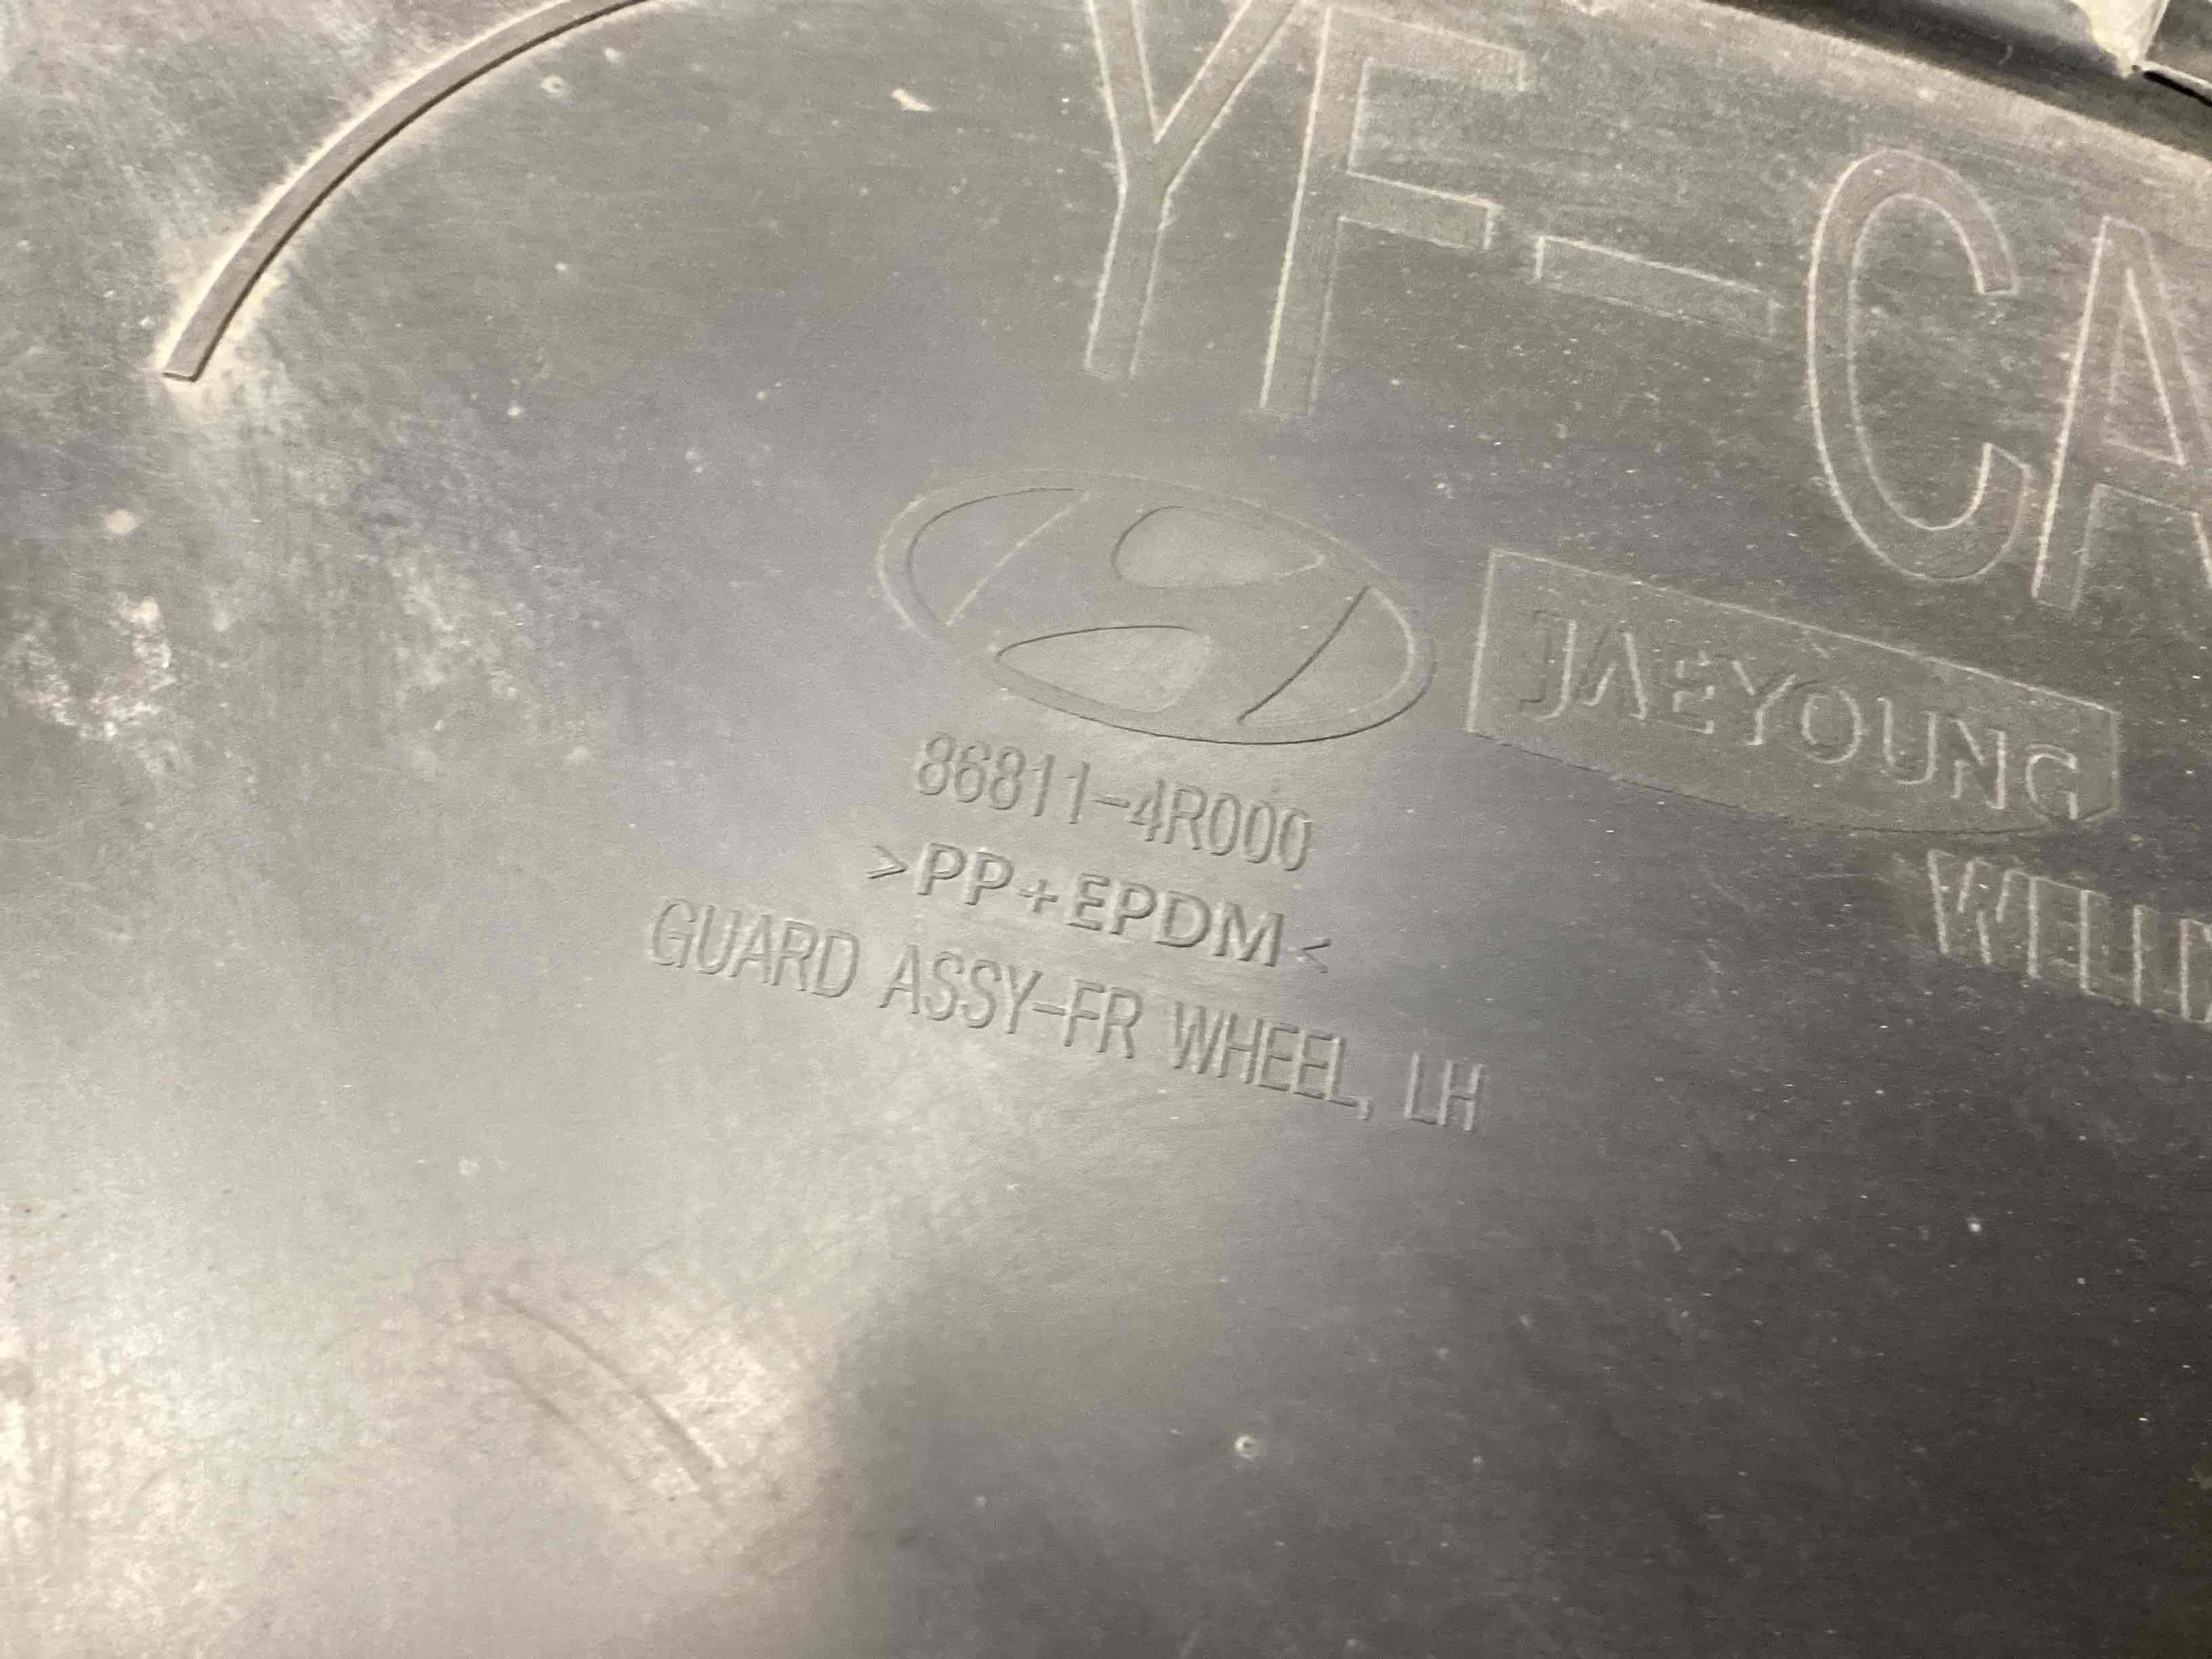 YF-CA
JAEYOUNG
86811-4R000
>PP+EPDM<
GUARD ASSY-FR WHEEL, LH